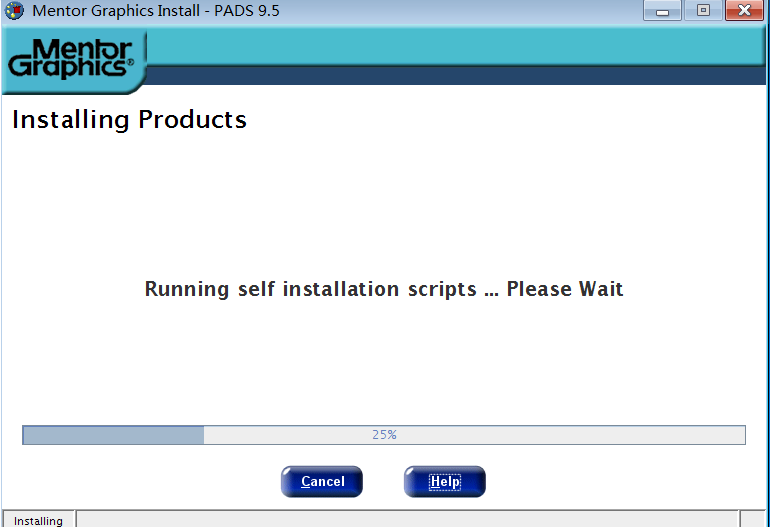 Mentor Graphics Install - PADS 9.5
Mentor
Graphics®
Installing Products
Running self installation scripts ... Please Wait
25%
Cancel
Help
Installing